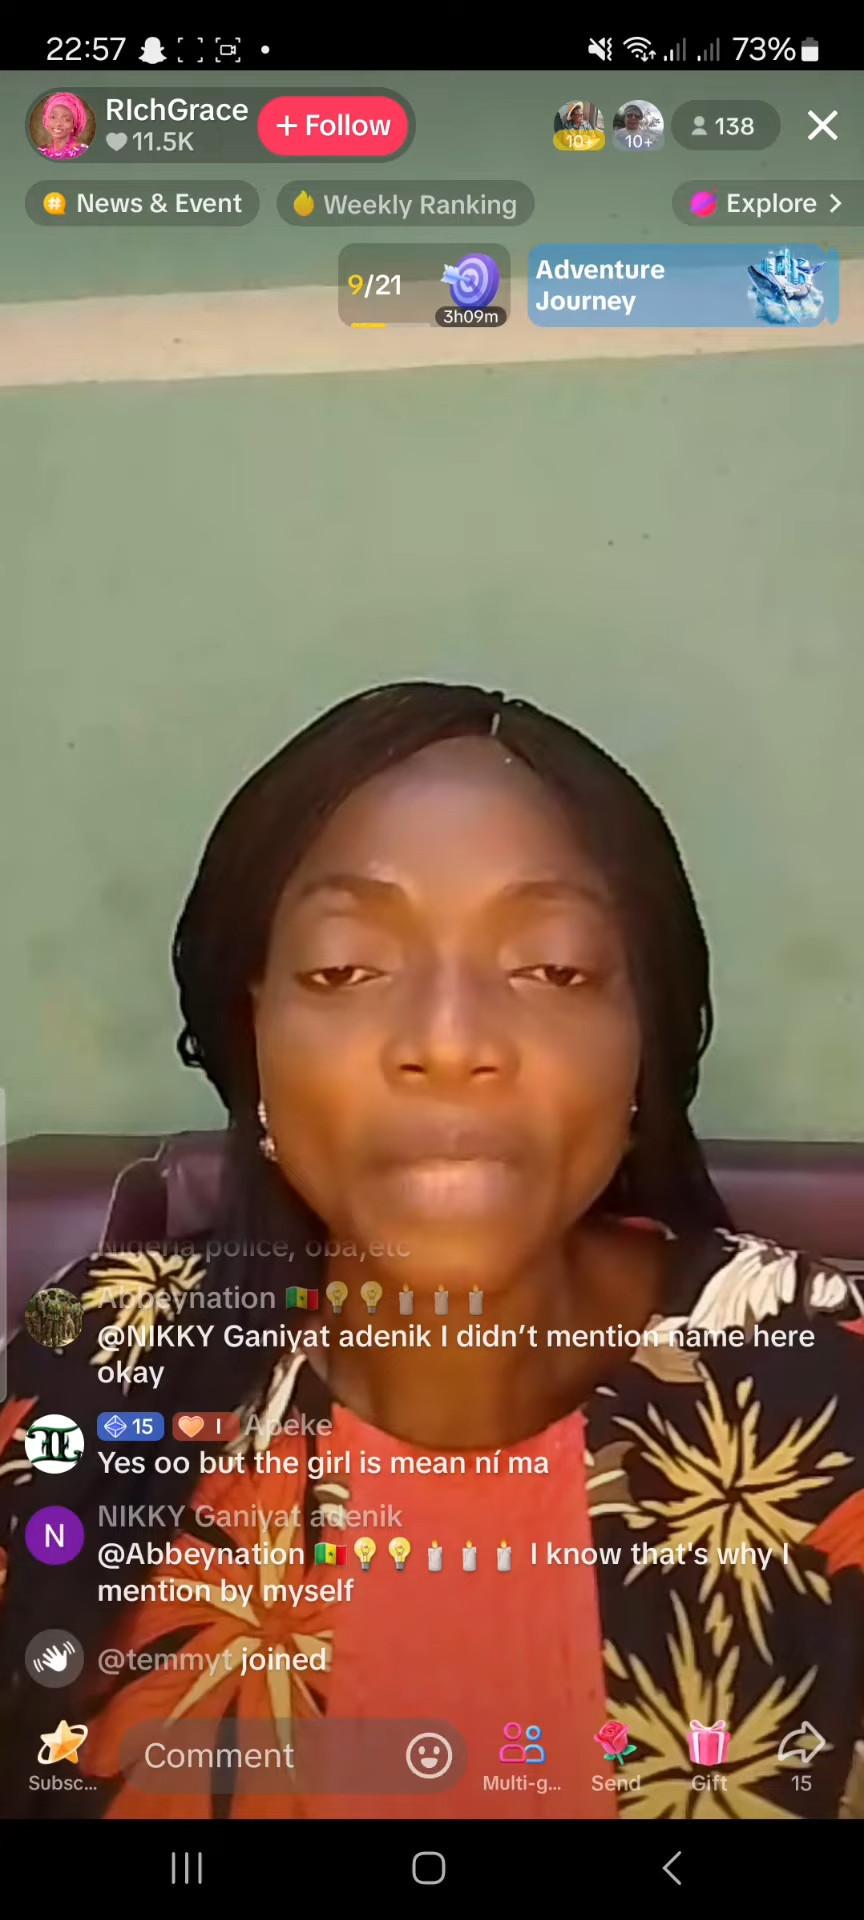 22:57
73%
RIchGrace
11.5K
+ Follow
10+
10+
138
News & Event
Weekly Ranking
Explore >
9/21
3h09m
Adventure
Journey
Nigeria police, oba,etc
Abbeynation 🇸🇳💡💡🕯🕯🕯
@NIKKY Ganiyat adenik I didn’t mention name here
okay
15 I Apeke
Yes oo but the girl is mean ní ma
NIKKY Ganiyat adenik
N
@Abbeynation 🇸🇳💡💡🕯🕯🕯 I know that's why I
mention by myself
@temmyt joined
Subsc...
Comment
Multi-g...
Send
Gift
15